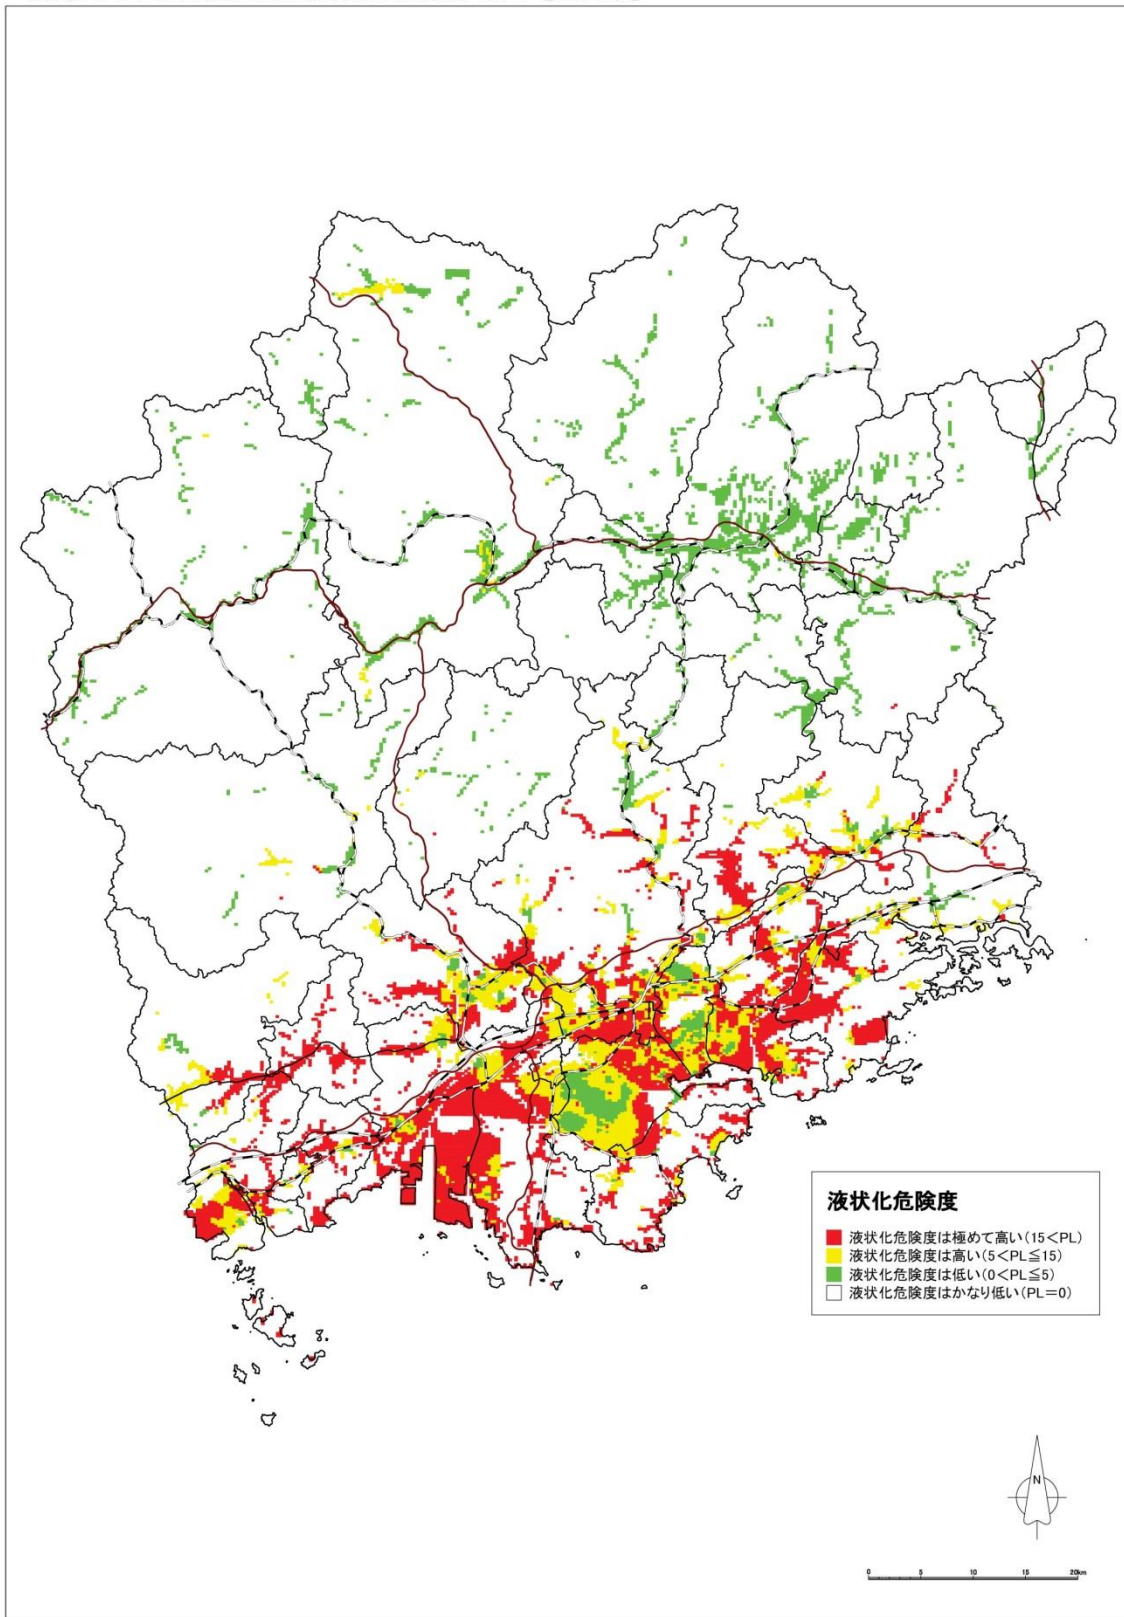 液状化危険度
液状化危険度は極めて高い(15<PL)
液状化危険度は高い(5<PL≦15)
液状化危険度は低い(0<PL≦5)
液状化危険度はかなり低い(PL=0)
N
0 5 10 15 20km